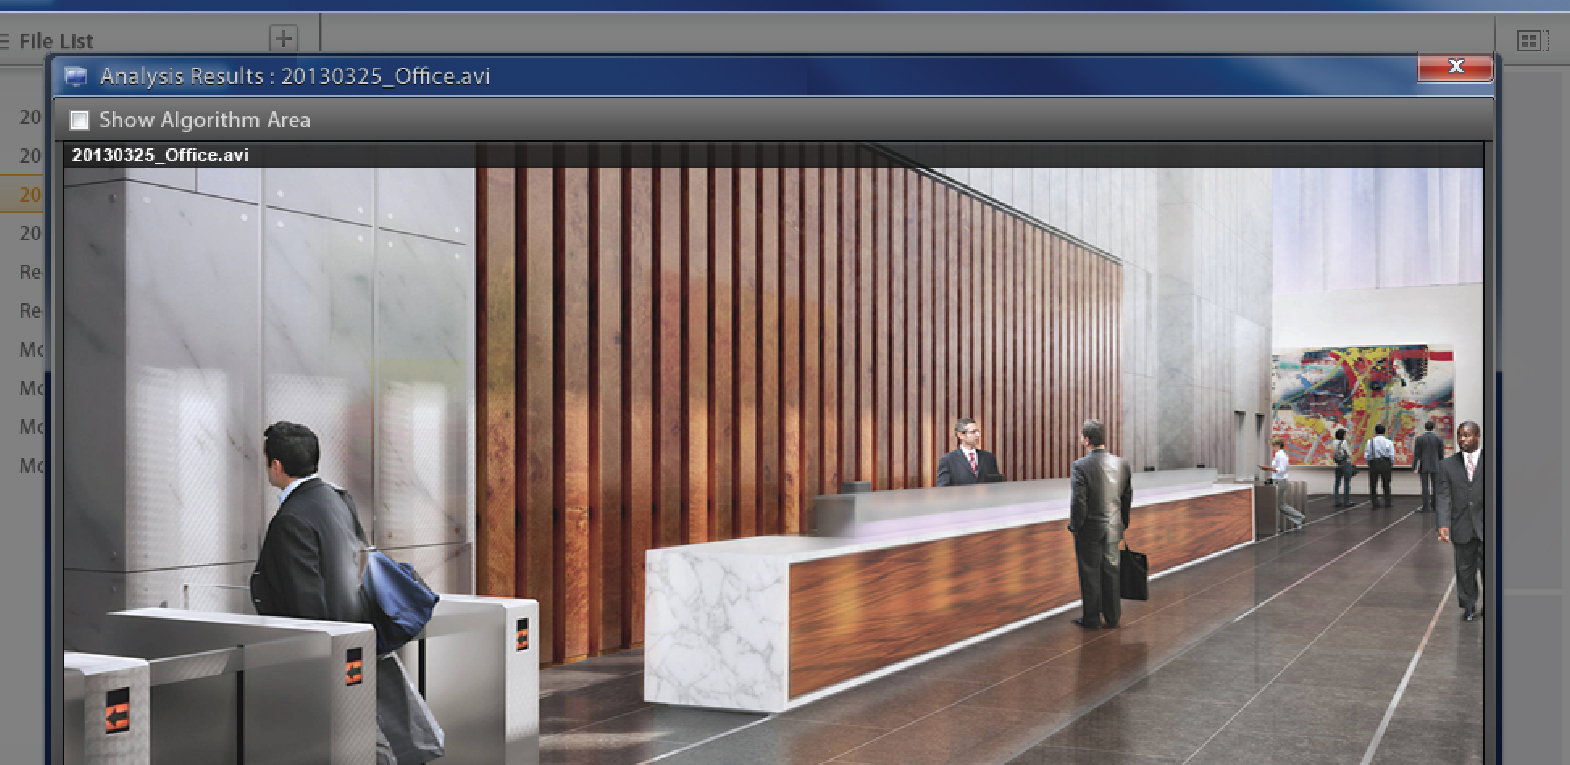 File List
Analysis Results : 20130325_Office.avi
Show Algorithm Area
20130325_Office.avi
20
20
20
20
Re
Re
Mo
Mo
Mo
Mo